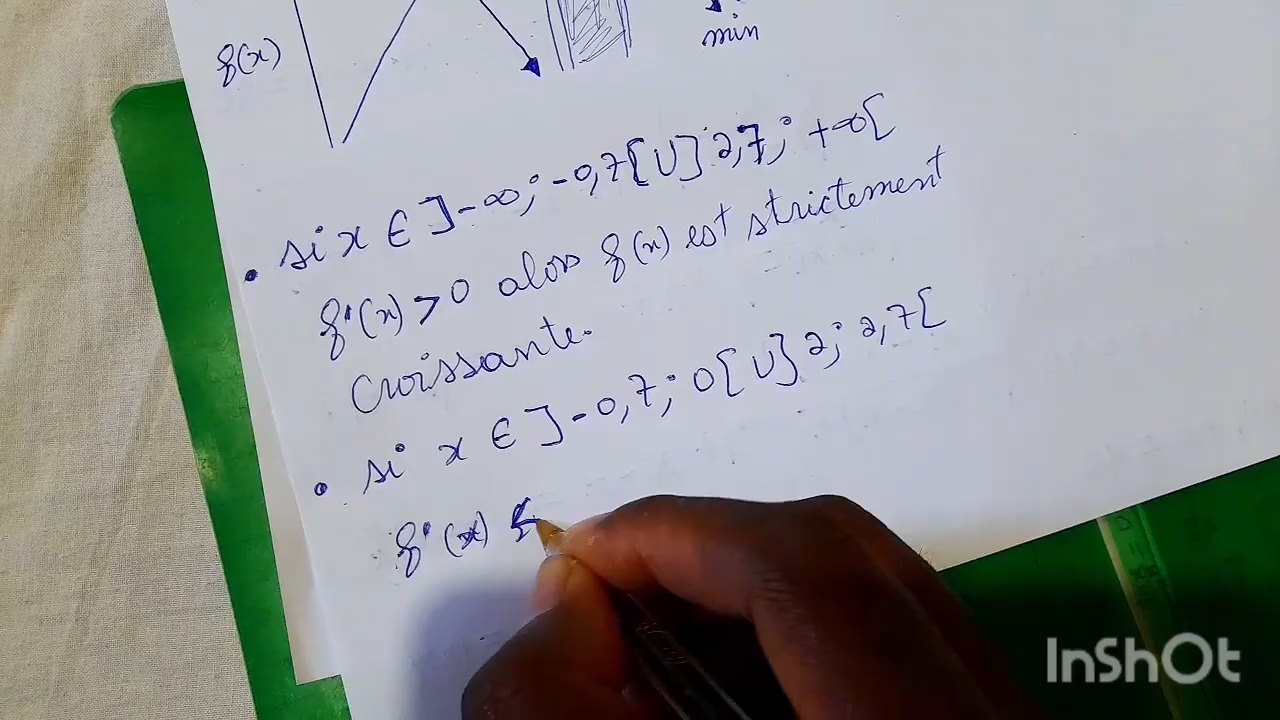 f(x)
min
• si x ∈ ]-∞; -0,7[ U ] 2,7; +∞[
f'(x) > 0 alors f(x) est strictement
croissante.
• si x ∈ ]-0,7; 0[ U ] 2; 2,7[
f'(x) <
InShOt